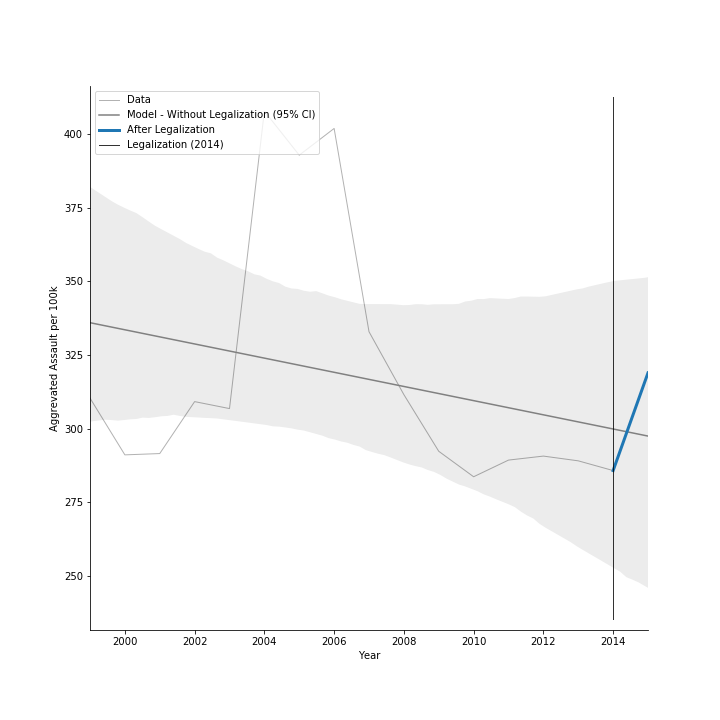 Data
Model - Without Legalization (95% CI)
After Legalization
Legalization (2014)
400
375
350
325
300
275
250
Aggrevated Assault per 100k
2000 2002 2004 2006 2008 2010 2012 2014
Year